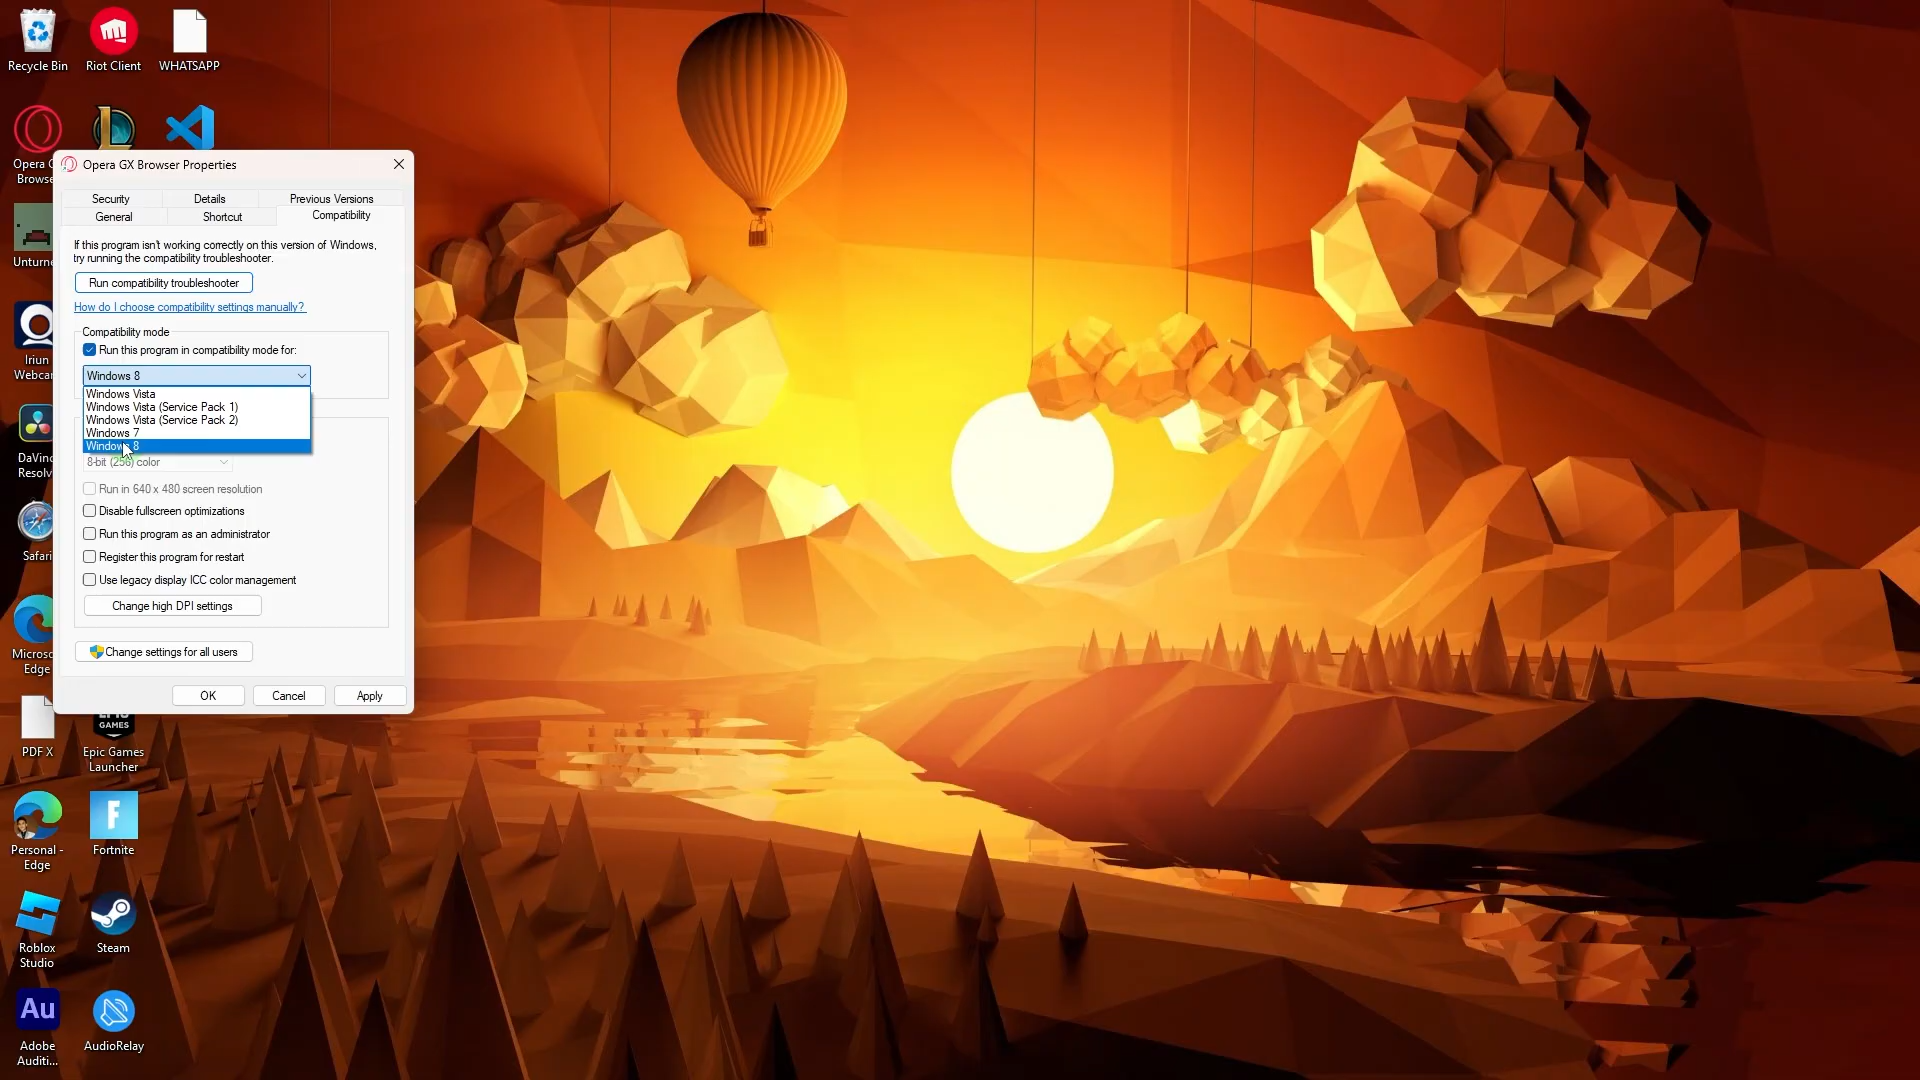 Recycle Bin
Riot Client
WHATSAPP
Opera G
Browse
Opera GX Browser Properties
Security
Details
Previous Versions
General
Shortcut
Compatibility
If this program isn't working correctly on this version of Windows,
try running the compatibility troubleshooter.
Run compatibility troubleshooter
How do I choose compatibility settings manually?
Compatibility mode
Run this program in compatibility mode for:
Windows 8
Windows Vista
Windows Vista (Service Pack 1)
Windows Vista (Service Pack 2)
Windows 7
Windows 8
8-bit (256) color
Run in 640 x 480 screen resolution
Disable fullscreen optimizations
Run this program as an administrator
Register this program for restart
Use legacy display ICC color management
Change high DPI settings
Change settings for all users
OK
Cancel
Apply
Unturne
Iriun
Webcar
DaVinc
Resolv
Safari
Microso
Edge
PDF X
GAMES
Epic Games
Launcher
Personal -
Edge
F
Fortnite
Roblox
Studio
Steam
Au
Adobe
Auditi...
AudioRelay